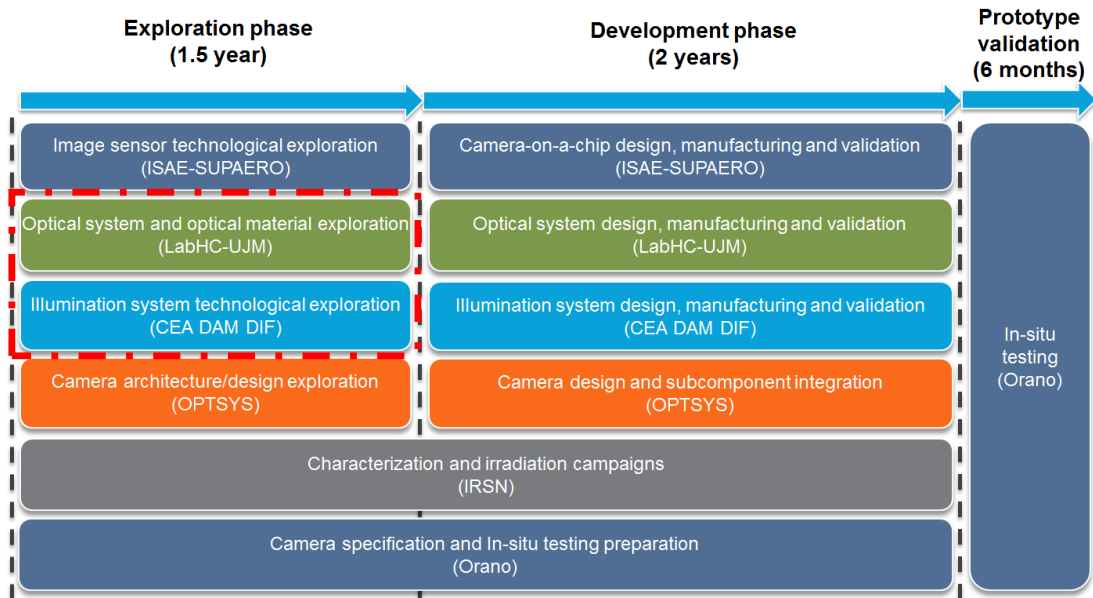 Exploration phase
(1.5 year)
Development phase
(2 years)
Prototype
validation
(6 months)
Image sensor technological exploration
(ISAE-SUPAERO)
Camera-on-a-chip design, manufacturing and validation
(ISAE-SUPAERO)
Optical system and optical material exploration
(LabHC-UJM)
Optical system design, manufacturing and validation
(LabHC-UJM)
Illumination system technological exploration
(CEA DAM DIF)
Illumination system design, manufacturing and validation
(CEA DAM DIF)
Camera architecture/design exploration
(OPTSYS)
Camera design and subcomponent integration
(OPTSYS)
Characterization and irradiation campaigns
(IRSN)
Camera specification and In-situ testing preparation
(Orano)
In-situ
testing
(Orano)